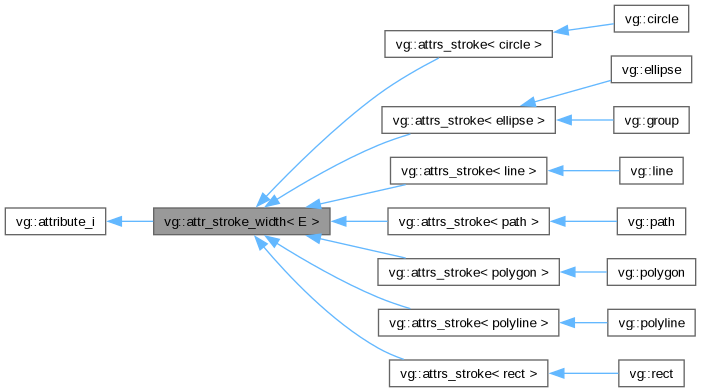 vg::circle
vg::attrs_stroke< circle >
vg::ellipse
vg::attrs_stroke< ellipse >
vg::group
vg::attrs_stroke< line >
vg::line
vg::attribute_i
vg::attr_stroke_width< E >
vg::attrs_stroke< path >
vg::path
vg::attrs_stroke< polygon >
vg::polygon
vg::attrs_stroke< polyline >
vg::polyline
vg::attrs_stroke< rect >
vg::rect